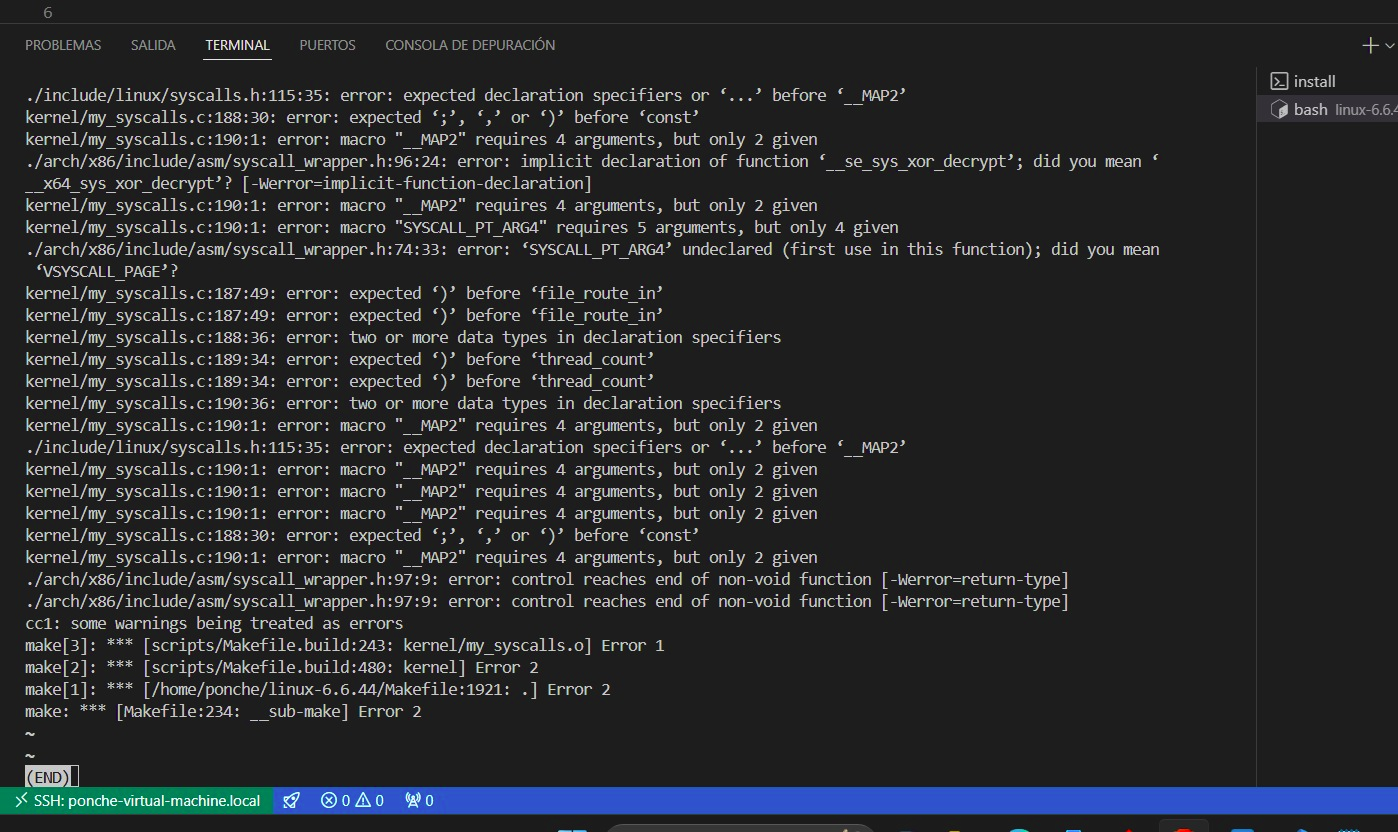 6
PROBLEMAS SALIDA TERMINAL PUERTOS CONSOLA DE DEPURACIÓN
./include/linux/syscalls.h:115:35: error: expected declaration specifiers or ‘...’ before ‘__MAP2’
kernel/my_syscalls.c:188:30: error: expected ‘;’, ‘,’ or ‘)’ before ‘const’
kernel/my_syscalls.c:190:1: error: macro "__MAP2" requires 4 arguments, but only 2 given
./arch/x86/include/asm/syscall_wrapper.h:96:24: error: implicit declaration of function ‘__se_sys_xor_decrypt’; did you mean ‘
__x64_sys_xor_decrypt’? [-Werror=implicit-function-declaration]
kernel/my_syscalls.c:190:1: error: macro "__MAP2" requires 4 arguments, but only 2 given
kernel/my_syscalls.c:190:1: error: macro "SYSCALL_PT_ARG4" requires 5 arguments, but only 4 given
./arch/x86/include/asm/syscall_wrapper.h:74:33: error: ‘SYSCALL_PT_ARG4’ undeclared (first use in this function); did you mean
‘VSYSCALL_PAGE’?
kernel/my_syscalls.c:187:49: error: expected ‘)’ before ‘file_route_in’
kernel/my_syscalls.c:187:49: error: expected ‘)’ before ‘file_route_in’
kernel/my_syscalls.c:188:36: error: two or more data types in declaration specifiers
kernel/my_syscalls.c:189:34: error: expected ‘)’ before ‘thread_count’
kernel/my_syscalls.c:189:34: error: expected ‘)’ before ‘thread_count’
kernel/my_syscalls.c:190:36: error: two or more data types in declaration specifiers
kernel/my_syscalls.c:190:1: error: macro "__MAP2" requires 4 arguments, but only 2 given
./include/linux/syscalls.h:115:35: error: expected declaration specifiers or ‘...’ before ‘__MAP2’
kernel/my_syscalls.c:190:1: error: macro "__MAP2" requires 4 arguments, but only 2 given
kernel/my_syscalls.c:190:1: error: macro "__MAP2" requires 4 arguments, but only 2 given
kernel/my_syscalls.c:190:1: error: macro "__MAP2" requires 4 arguments, but only 2 given
kernel/my_syscalls.c:188:30: error: expected ‘;’, ‘,’ or ‘)’ before ‘const’
kernel/my_syscalls.c:190:1: error: macro "__MAP2" requires 4 arguments, but only 2 given
./arch/x86/include/asm/syscall_wrapper.h:97:9: error: control reaches end of non-void function [-Werror=return-type]
./arch/x86/include/asm/syscall_wrapper.h:97:9: error: control reaches end of non-void function [-Werror=return-type]
cc1: some warnings being treated as errors
make[3]: *** [scripts/Makefile.build:243: kernel/my_syscalls.o] Error 1
make[2]: *** [scripts/Makefile.build:480: kernel] Error 2
make[1]: *** [/home/ponche/linux-6.6.44/Makefile:1921: .] Error 2
make: *** [Makefile:234: __sub-make] Error 2
~
~
(END)
install
bash linux-6.6.4
SSH: ponche-virtual-machine.local 0 0 0